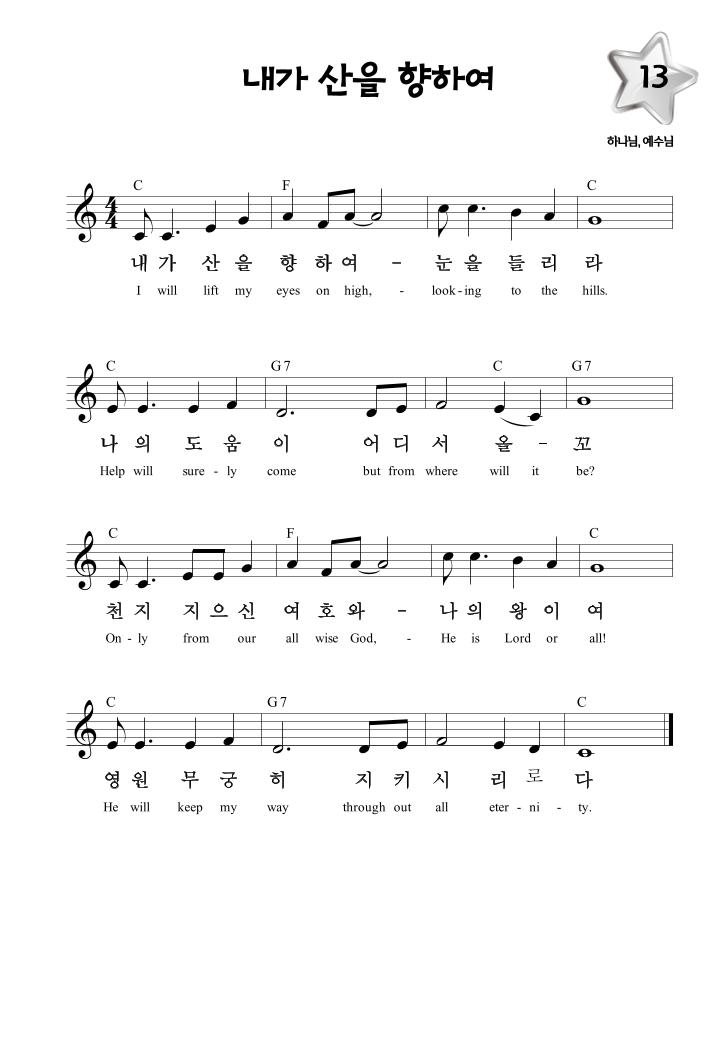 내가 산을 향하여
13
하나님, 예수님
C F C
4
4
내 가 산 을 향 하 여 - 눈 을 들 리 라
I will lift my eyes on high, - look - ing to the hills.
C G7 C G7
나 의 도 움 이 어 디 서 올 - 꼬
Help will sure - ly come but from where will it be?
C F C
천 지 지 으 신 여 호 와 - 나 의 왕 이 여
On - ly from our all wise God, - He is Lord or all!
C G7 C
영 원 무 궁 히 지 키 시 리 로 다
He will keep my way through out all eter - ni - ty.